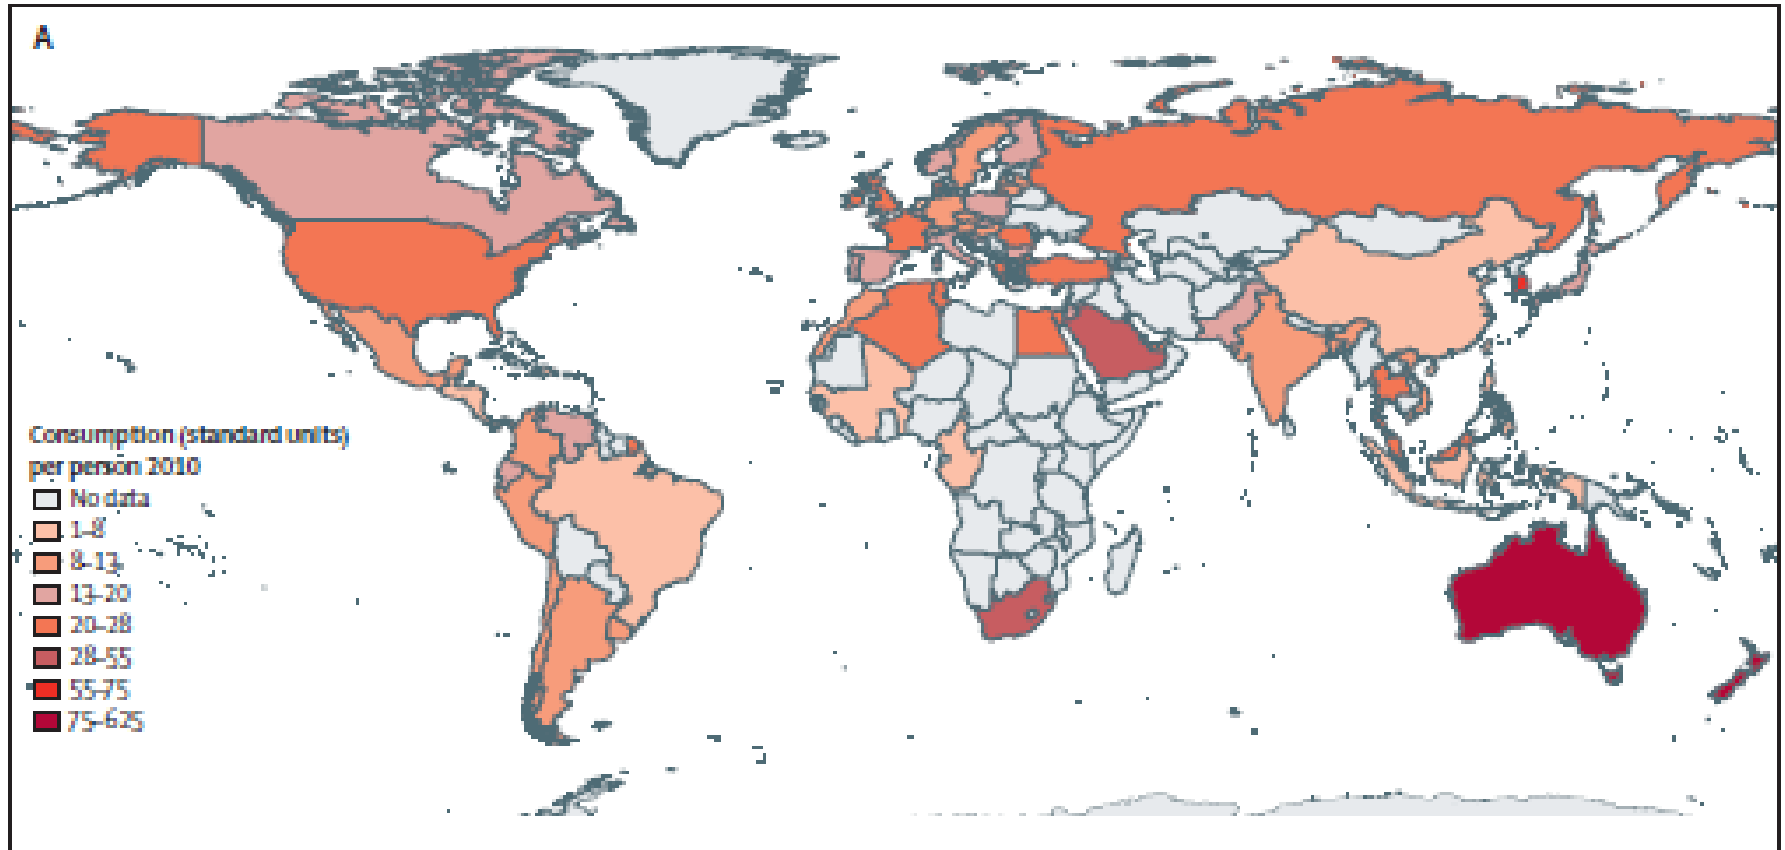 A
Consumption (standard units)
per person 2010
No data
1–8
8–13
13–20
20–28
28–55
55–75
75–625